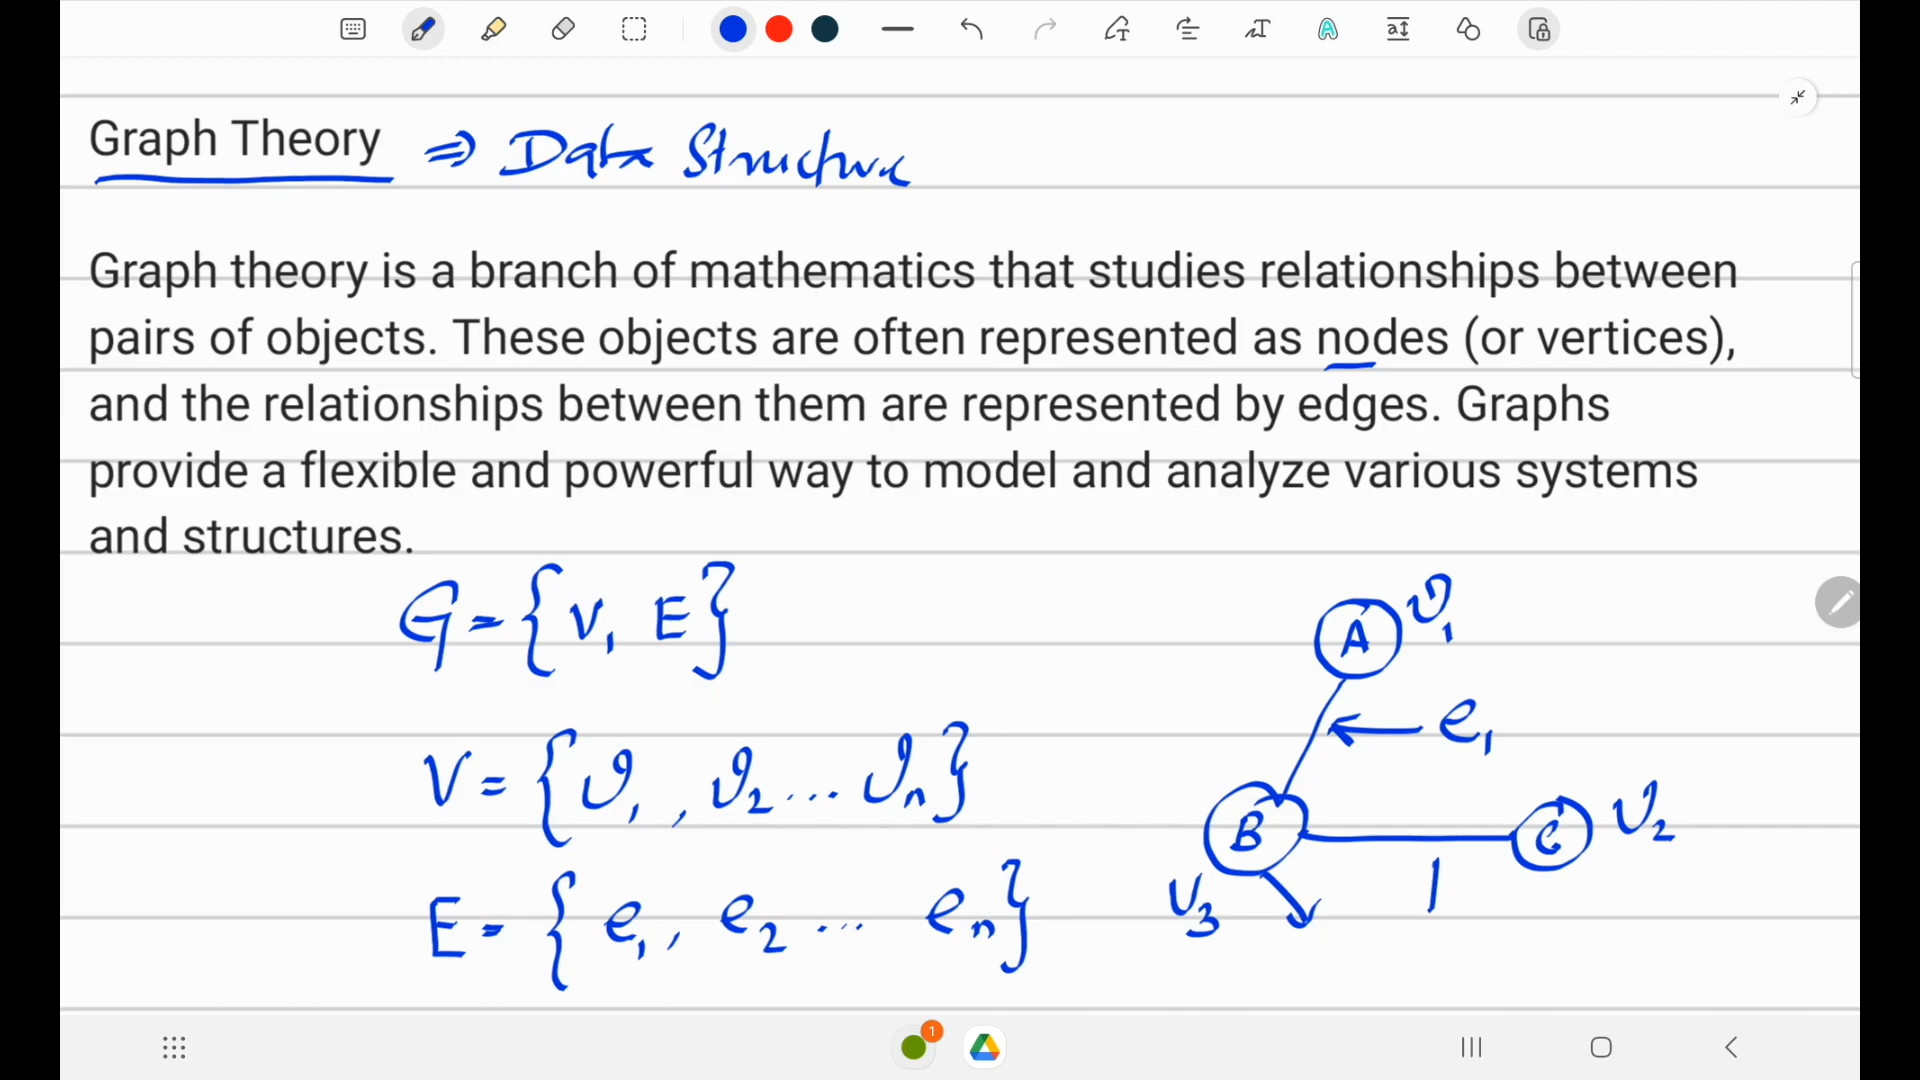 Graph Theory ⇒ Data Structure
Graph theory is a branch of mathematics that studies relationships between
pairs of objects. These objects are often represented as nodes (or vertices),
and the relationships between them are represented by edges. Graphs
provide a flexible and powerful way to model and analyze various systems
and structures.
G = {V, E}
V = {v₁, v₂ ... vₙ}
E = {e₁, e₂ ... eₙ}
A v₁
e₁
B C v₂
v₃
1